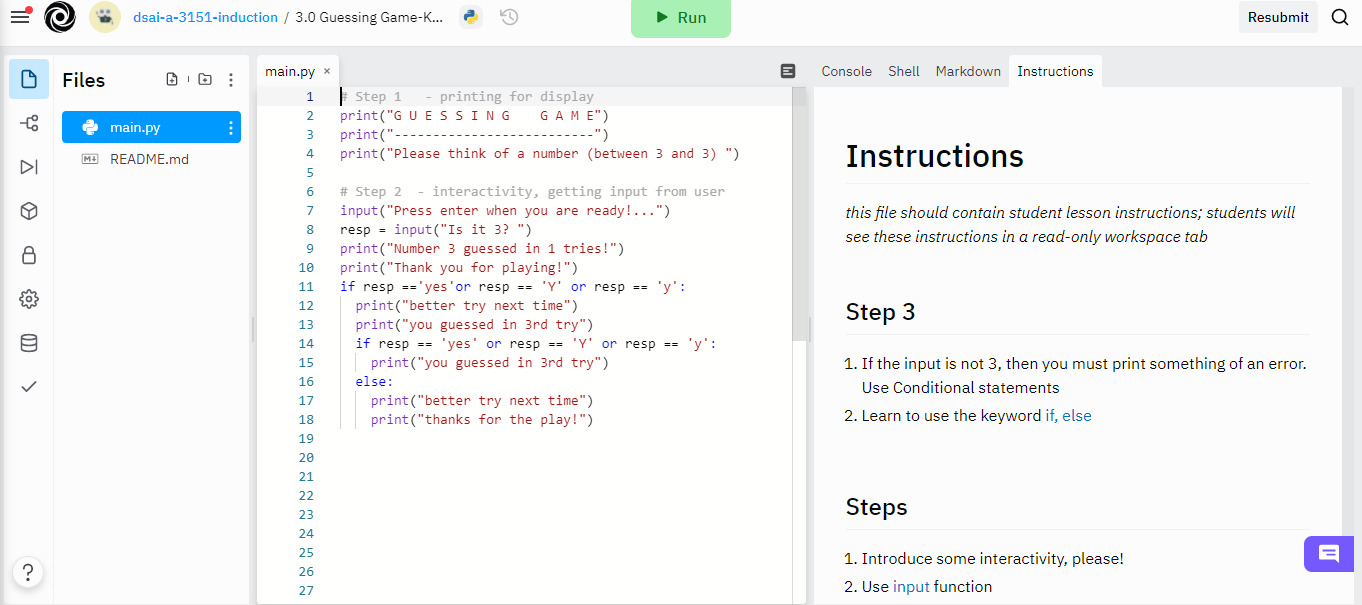 dsai-a-3151-induction / 3.0 Guessing Game-K...
Run
Resubmit
Files
main.py
README.md
main.py ×
Console Shell Markdown Instructions
1 # Step 1   - printing for display
2 print("G U E S S I N G    G A M E")
3 print("--------------------------")
4 print("Please think of a number (between 3 and 3) ")
5
6 # Step 2  - interactivity, getting input from user
7 input("Press enter when you are ready!...")
8 resp = input("Is it 3? ")
9 print("Number 3 guessed in 1 tries!")
10 print("Thank you for playing!")
11 if resp =='yes'or resp == 'Y' or resp == 'y':
12   print("better try next time")
13   print("you guessed in 3rd try")
14   if resp == 'yes' or resp == 'Y' or resp == 'y':
15     print("you guessed in 3rd try")
16   else:
17     print("better try next time")
18     print("thanks for the play!")
19
20
21
22
23
24
25
26
27
Instructions
this file should contain student lesson instructions; students will
see these instructions in a read-only workspace tab
Step 3
1. If the input is not 3, then you must print something of an error.
Use Conditional statements
2. Learn to use the keyword if, else
Steps
1. Introduce some interactivity, please!
2. Use input function
?